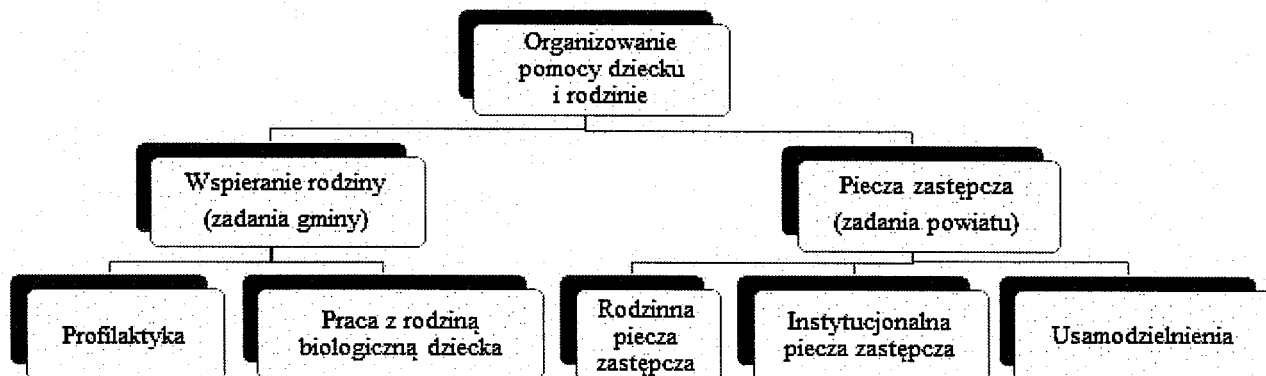 Organizowanie
pomocy dziecku
i rodzinie
Wspieranie rodziny
(zadania gminy)
Piecza zastępcza
(zadania powiatu)
Profilaktyka
Praca z rodziną
biologiczną dziecka
Rodzinna
piecza
zastępcza
Instytucjonalna
piecza zastępcza
Usamodzielnienia